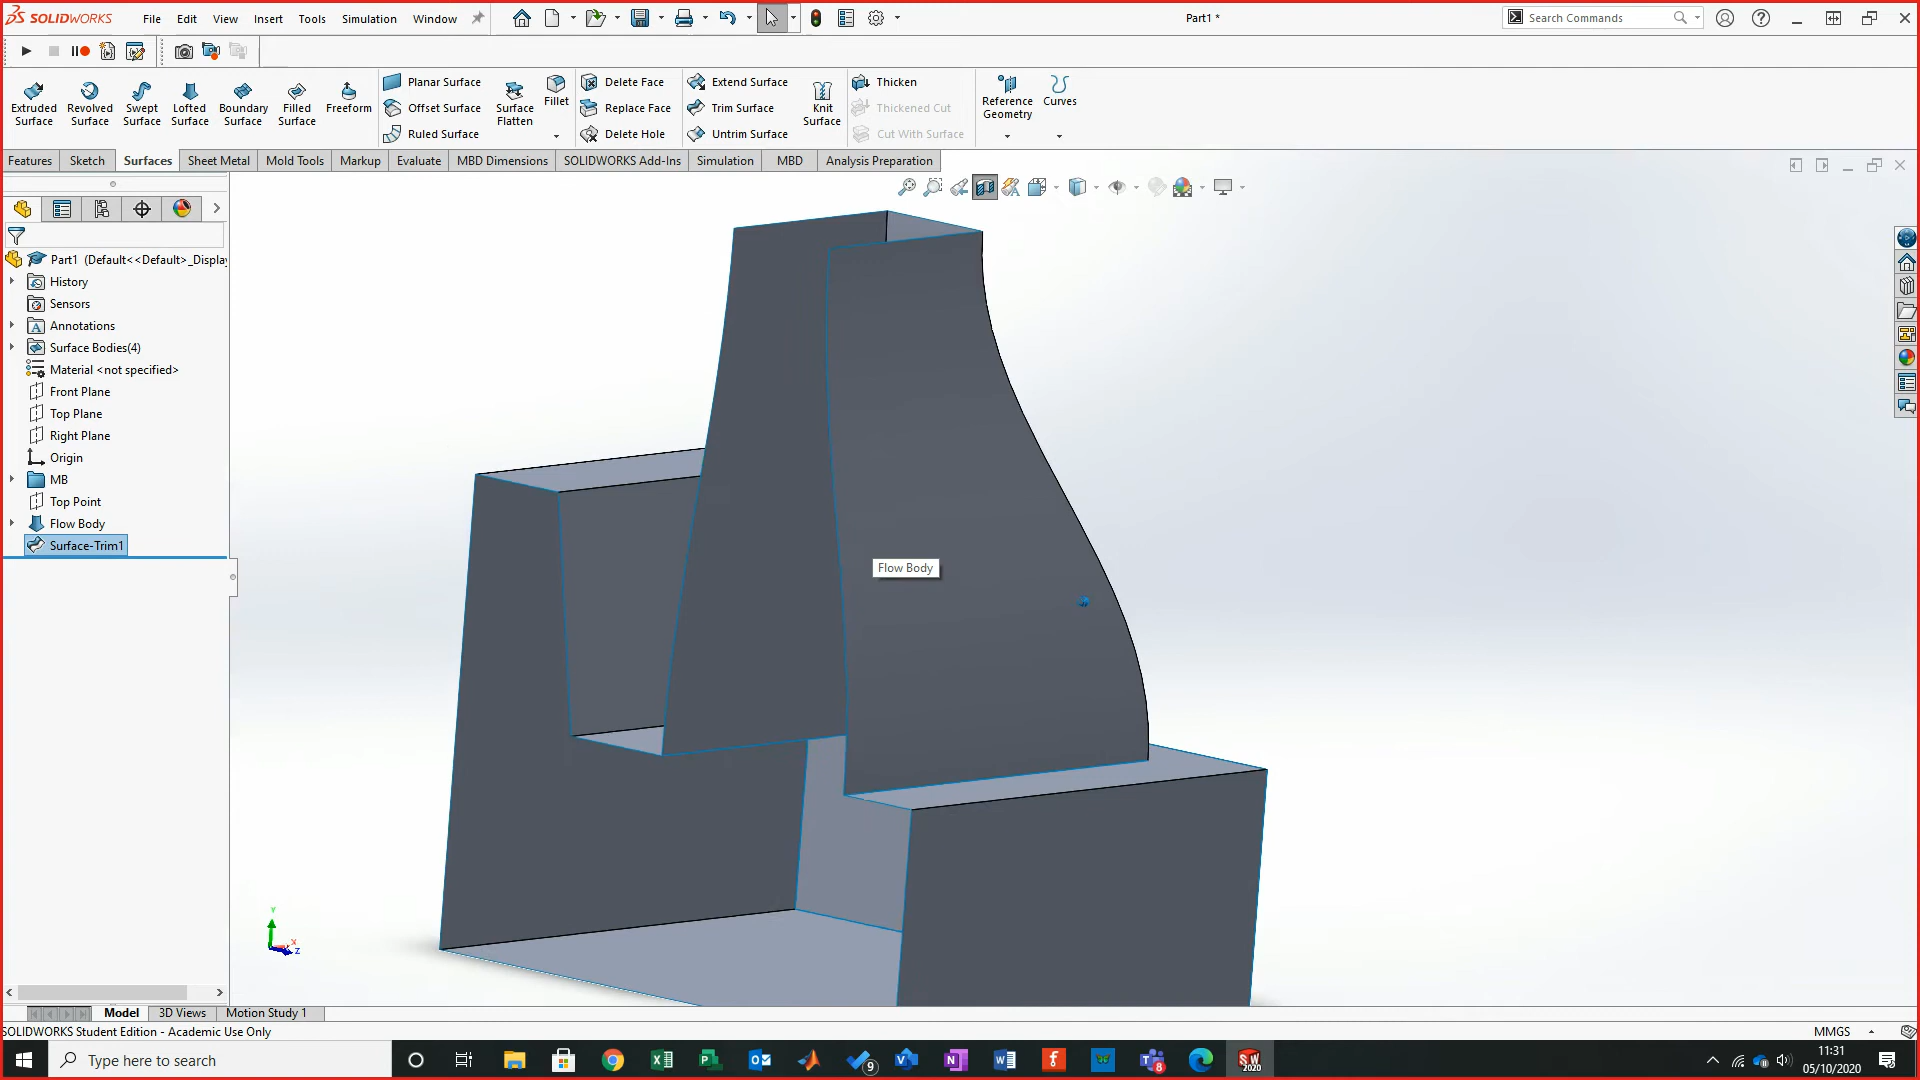 SOLIDWORKS
File Edit View Insert Tools Simulation Window
Part1 *
Search Commands
Extruded Surface
Revolved Surface
Swept Surface
Lofted Surface
Boundary Surface
Filled Surface
Freeform
Planar Surface
Offset Surface
Ruled Surface
Surface Flatten
Fillet
Delete Face
Replace Face
Delete Hole
Extend Surface
Trim Surface
Untrim Surface
Knit Surface
Thicken
Thickened Cut
Cut With Surface
Reference Geometry
Curves
Features Sketch Surfaces Sheet Metal Mold Tools Markup Evaluate MBD Dimensions SOLIDWORKS Add-Ins Simulation MBD Analysis Preparation
Part1 (Default<<Default>_Displa
History
Sensors
Annotations
Surface Bodies(4)
Material <not specified>
Front Plane
Top Plane
Right Plane
Origin
MB
Top Point
Flow Body
Surface-Trim1
Flow Body
Y
X
Z
Model 3D Views Motion Study 1
SOLIDWORKS Student Edition - Academic Use Only
MMGS
Type here to search
9
8
SW 2020
11:31
05/10/2020